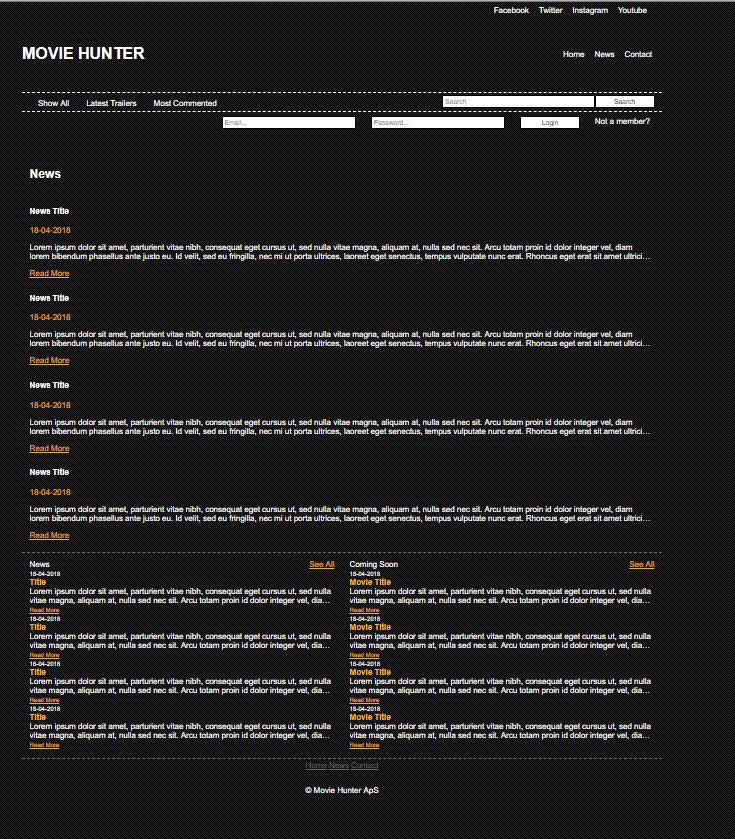 Facebook Twitter Instagram Youtube
MOVIE HUNTER
Home News Contact
Show All Latest Trailers Most Commented Search Search
Email... Password... Login Not a member?
News
News Title
18-04-2018
Lorem ipsum dolor sit amet, parturient vitae nibh, consequat eget cursus ut, sed nulla vitae magna, aliquam at, nulla sed nec sit. Arcu totam proin id dolor integer vel, diam
lorem bibendum phasellus ante justo eu. Id velit, sed eu fringilla, nec mi ut porta ultrices, laoreet eget senectus, tempus vulputate nunc erat. Rhoncus eget erat sit amet ultrici...
Read More
News Title
18-04-2018
Lorem ipsum dolor sit amet, parturient vitae nibh, consequat eget cursus ut, sed nulla vitae magna, aliquam at, nulla sed nec sit. Arcu totam proin id dolor integer vel, diam
lorem bibendum phasellus ante justo eu. Id velit, sed eu fringilla, nec mi ut porta ultrices, laoreet eget senectus, tempus vulputate nunc erat. Rhoncus eget erat sit amet ultrici...
Read More
News Title
18-04-2018
Lorem ipsum dolor sit amet, parturient vitae nibh, consequat eget cursus ut, sed nulla vitae magna, aliquam at, nulla sed nec sit. Arcu totam proin id dolor integer vel, diam
lorem bibendum phasellus ante justo eu. Id velit, sed eu fringilla, nec mi ut porta ultrices, laoreet eget senectus, tempus vulputate nunc erat. Rhoncus eget erat sit amet ultrici...
Read More
News Title
18-04-2018
Lorem ipsum dolor sit amet, parturient vitae nibh, consequat eget cursus ut, sed nulla vitae magna, aliquam at, nulla sed nec sit. Arcu totam proin id dolor integer vel, diam
lorem bibendum phasellus ante justo eu. Id velit, sed eu fringilla, nec mi ut porta ultrices, laoreet eget senectus, tempus vulputate nunc erat. Rhoncus eget erat sit amet ultrici...
Read More
News See All
18-04-2018
Title
Lorem ipsum dolor sit amet, parturient vitae nibh, consequat eget cursus ut, sed nulla
vitae magna, aliquam at, nulla sed nec sit. Arcu totam proin id dolor integer vel, dia...
Read More
18-04-2018
Title
Lorem ipsum dolor sit amet, parturient vitae nibh, consequat eget cursus ut, sed nulla
vitae magna, aliquam at, nulla sed nec sit. Arcu totam proin id dolor integer vel, dia...
Read More
18-04-2018
Title
Lorem ipsum dolor sit amet, parturient vitae nibh, consequat eget cursus ut, sed nulla
vitae magna, aliquam at, nulla sed nec sit. Arcu totam proin id dolor integer vel, dia...
Read More
18-04-2018
Title
Lorem ipsum dolor sit amet, parturient vitae nibh, consequat eget cursus ut, sed nulla
vitae magna, aliquam at, nulla sed nec sit. Arcu totam proin id dolor integer vel, dia...
Read More
Coming Soon See All
18-04-2018
Movie Title
Lorem ipsum dolor sit amet, parturient vitae nibh, consequat eget cursus ut, sed nulla
vitae magna, aliquam at, nulla sed nec sit. Arcu totam proin id dolor integer vel, dia...
Read More
18-04-2018
Movie Title
Lorem ipsum dolor sit amet, parturient vitae nibh, consequat eget cursus ut, sed nulla
vitae magna, aliquam at, nulla sed nec sit. Arcu totam proin id dolor integer vel, dia...
Read More
18-04-2018
Movie Title
Lorem ipsum dolor sit amet, parturient vitae nibh, consequat eget cursus ut, sed nulla
vitae magna, aliquam at, nulla sed nec sit. Arcu totam proin id dolor integer vel, dia...
Read More
18-04-2018
Movie Title
Lorem ipsum dolor sit amet, parturient vitae nibh, consequat eget cursus ut, sed nulla
vitae magna, aliquam at, nulla sed nec sit. Arcu totam proin id dolor integer vel, dia...
Read More
Home News Contact
© Movie Hunter ApS